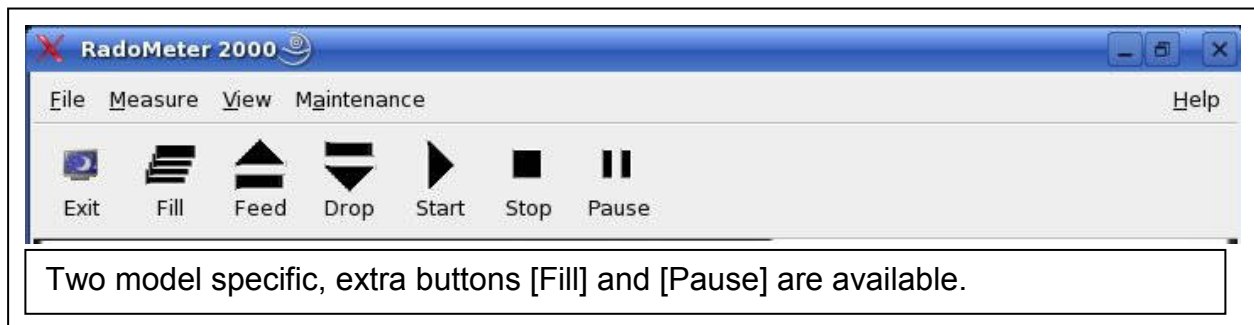 RadoMeter 2000
File Measure View Maintenance Help
Exit Fill Feed Drop Start Stop Pause
Two model specific, extra buttons [Fill] and [Pause] are available.